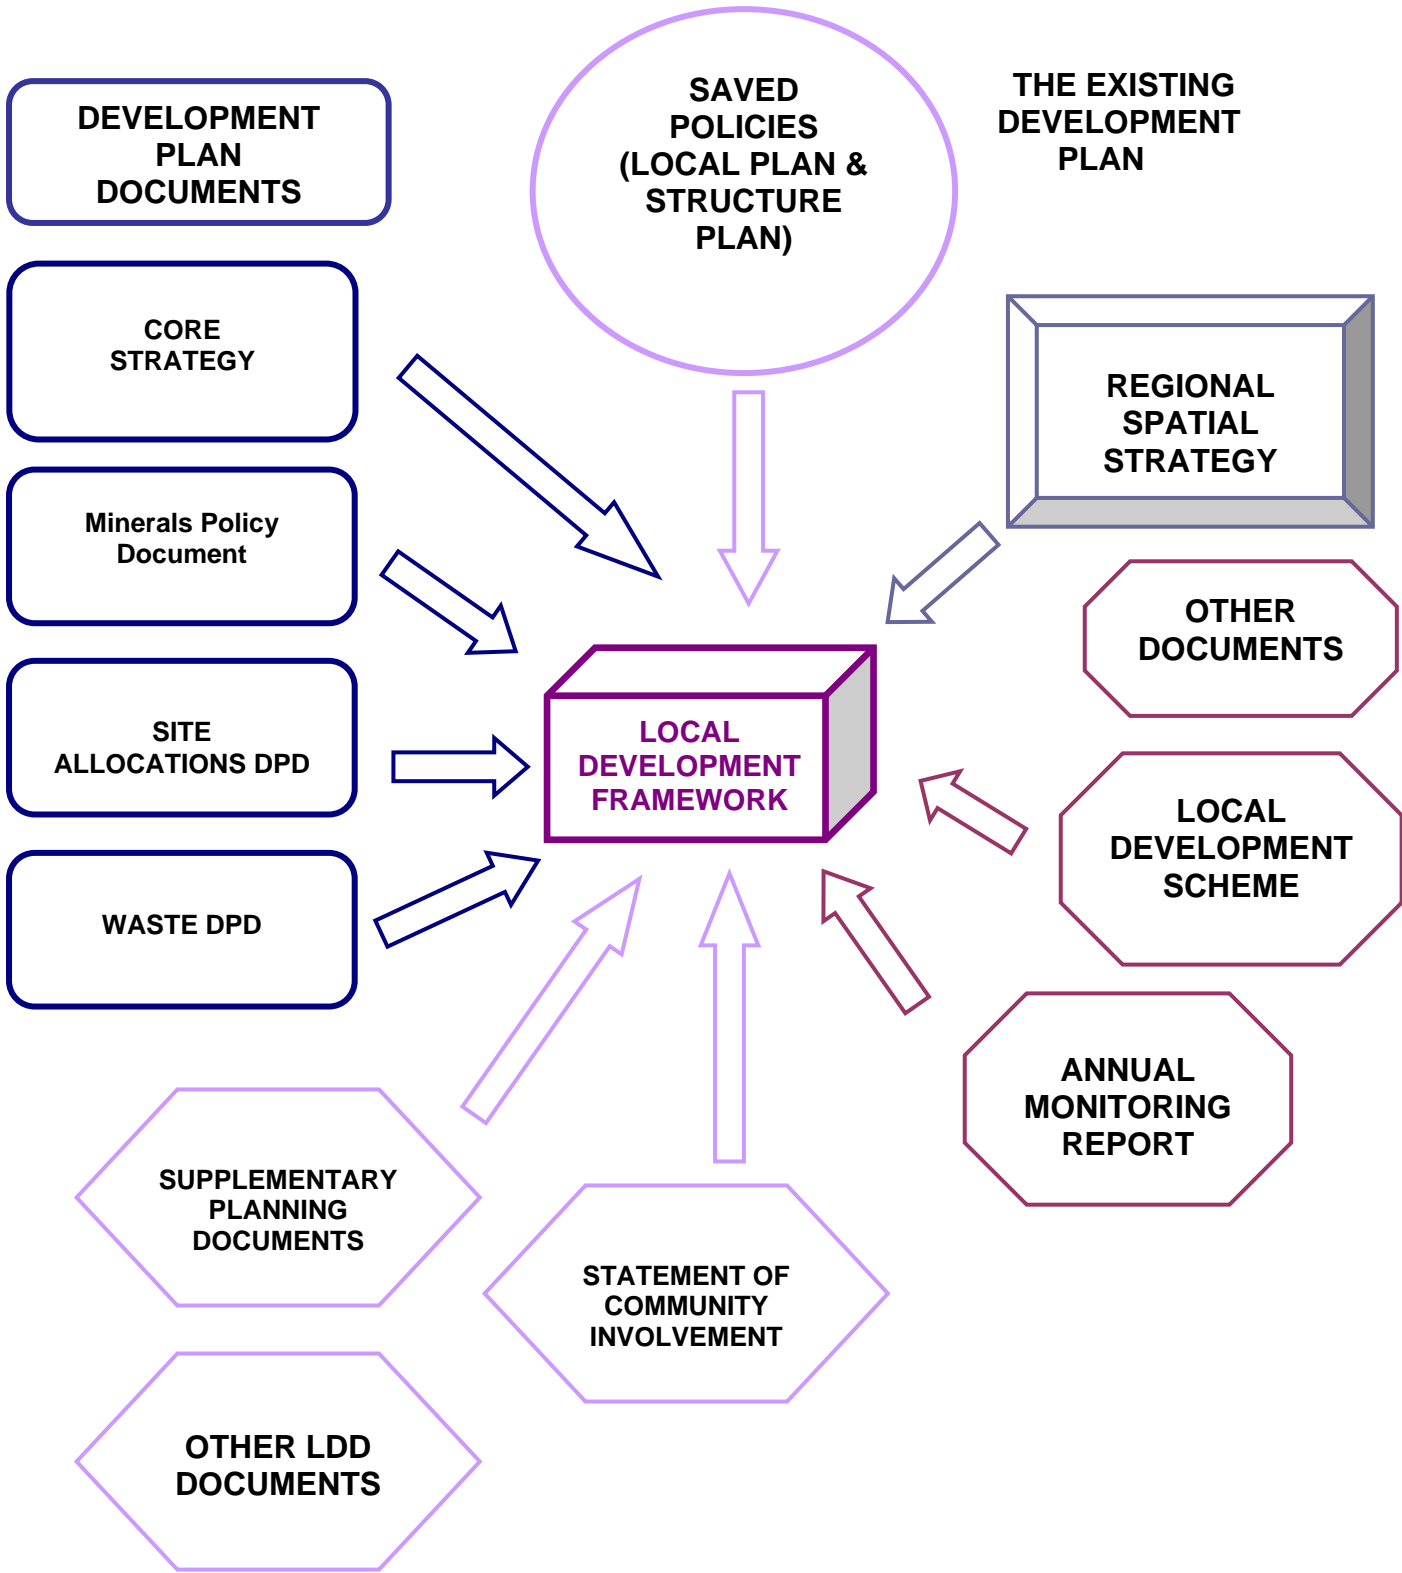 DEVELOPMENT
PLAN
DOCUMENTS
SAVED
POLICIES
(LOCAL PLAN &
STRUCTURE
PLAN)
THE EXISTING
DEVELOPMENT
PLAN
CORE
STRATEGY
REGIONAL
SPATIAL
STRATEGY
Minerals Policy
Document
OTHER
DOCUMENTS
SITE
ALLOCATIONS DPD
LOCAL
DEVELOPMENT
FRAMEWORK
LOCAL
DEVELOPMENT
SCHEME
WASTE DPD
ANNUAL
MONITORING
REPORT
SUPPLEMENTARY
PLANNING
DOCUMENTS
STATEMENT OF
COMMUNITY
INVOLVEMENT
OTHER LDD
DOCUMENTS